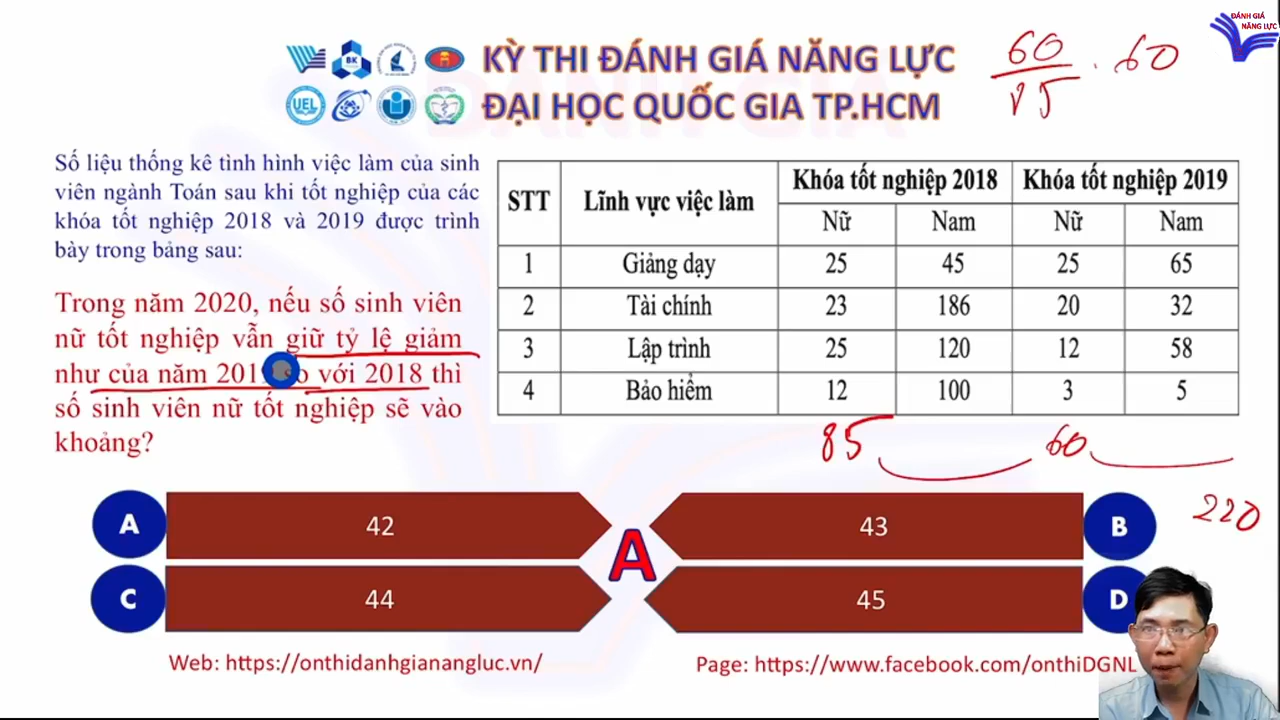 ĐÁNH GIÁ
NĂNG LỰC
KỲ THI ĐÁNH GIÁ NĂNG LỰC
ĐẠI HỌC QUỐC GIA TP.HCM
BK
UEL
60
85 . 60
Số liệu thống kê tình hình việc làm của sinh
viên ngành Toán sau khi tốt nghiệp của các
khóa tốt nghiệp 2018 và 2019 được trình
bày trong bảng sau:
Trong năm 2020, nếu số sinh viên
nữ tốt nghiệp vẫn giữ tỷ lệ giảm
như của năm 201 so với 2018 thì
số sinh viên nữ tốt nghiệp sẽ vào
khoảng?
STT Lĩnh vực việc làm Khóa tốt nghiệp 2018 Khóa tốt nghiệp 2019
Nữ Nam Nữ Nam
1 Giảng dạy 25 45 25 65
2 Tài chính 23 186 20 32
3 Lập trình 25 120 12 58
4 Bảo hiểm 12 100 3 5
85 60
220
A 42
43 B
A
C 44
45 D
Web: https://onthidanhgianangluc.vn/
Page: https://www.facebook.com/onthiDGNL